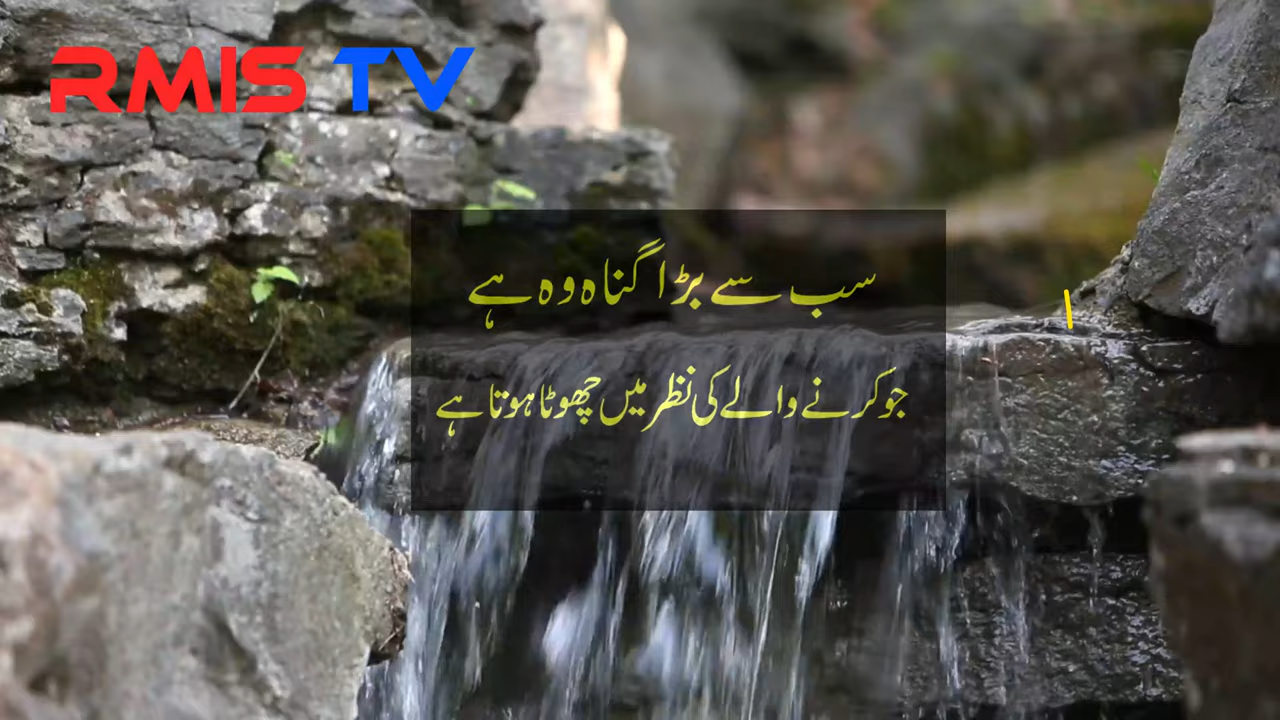 RMIS TV
سب سے بڑا گناہ وہ ہے
جو کرنے والے کی نظر میں چھوٹا ہوتا ہے